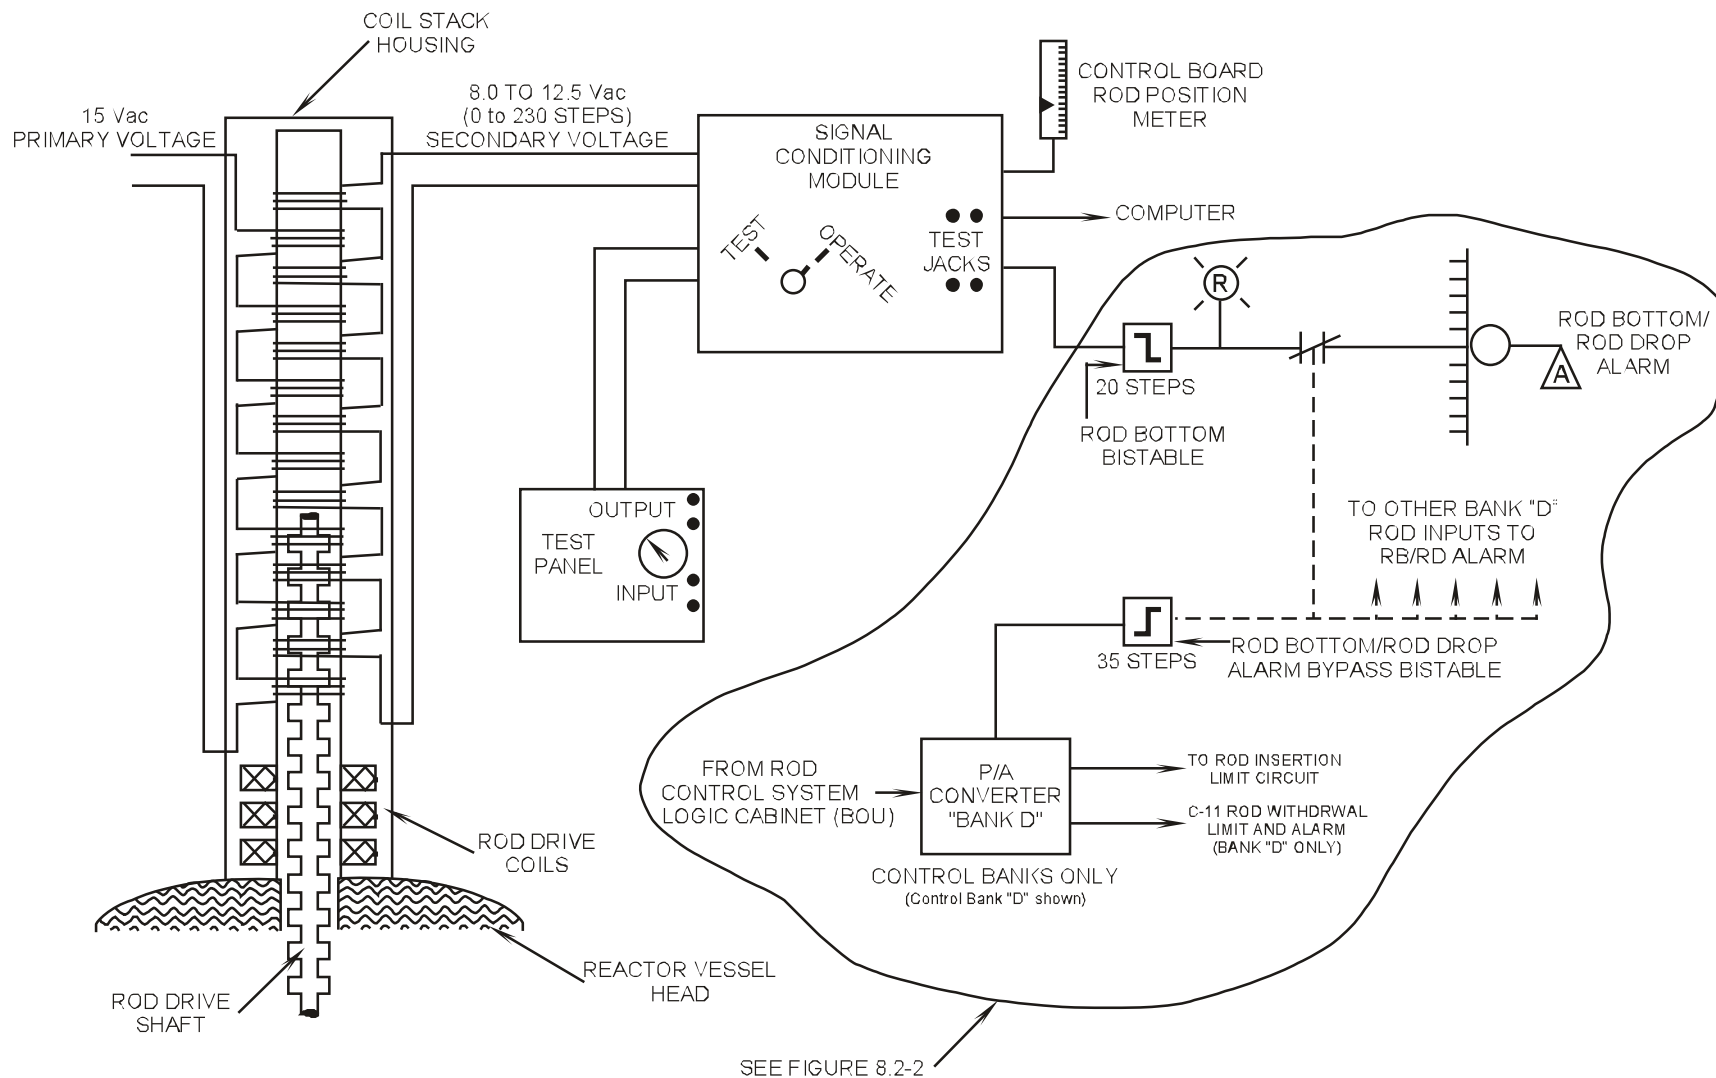 COIL STACK
HOUSING
15 Vac
PRIMARY VOLTAGE
8.0 TO 12.5 Vac
(0 to 230 STEPS)
SECONDARY VOLTAGE
SIGNAL
CONDITIONING
MODULE
TEST
OPERATE
TEST
JACKS
CONTROL BOARD
ROD POSITION
METER
COMPUTER
R
ROD BOTTOM/
ROD DROP
ALARM
A
20 STEPS
ROD BOTTOM
BISTABLE
OUTPUT
TEST
PANEL
INPUT
TO OTHER BANK "D"
ROD INPUTS TO
RB/RD ALARM
35 STEPS
ROD BOTTOM/ROD DROP
ALARM BYPASS BISTABLE
FROM ROD
CONTROL SYSTEM
LOGIC CABINET (BOU)
P/A
CONVERTER
"BANK D"
TO ROD INSERTION
LIMIT CIRCUIT
C-11 ROD WITHDRWAL
LIMIT AND ALARM
(BANK "D" ONLY)
CONTROL BANKS ONLY
(Control Bank "D" shown)
ROD DRIVE
COILS
REACTOR VESSEL
HEAD
ROD DRIVE
SHAFT
SEE FIGURE 8.2-2